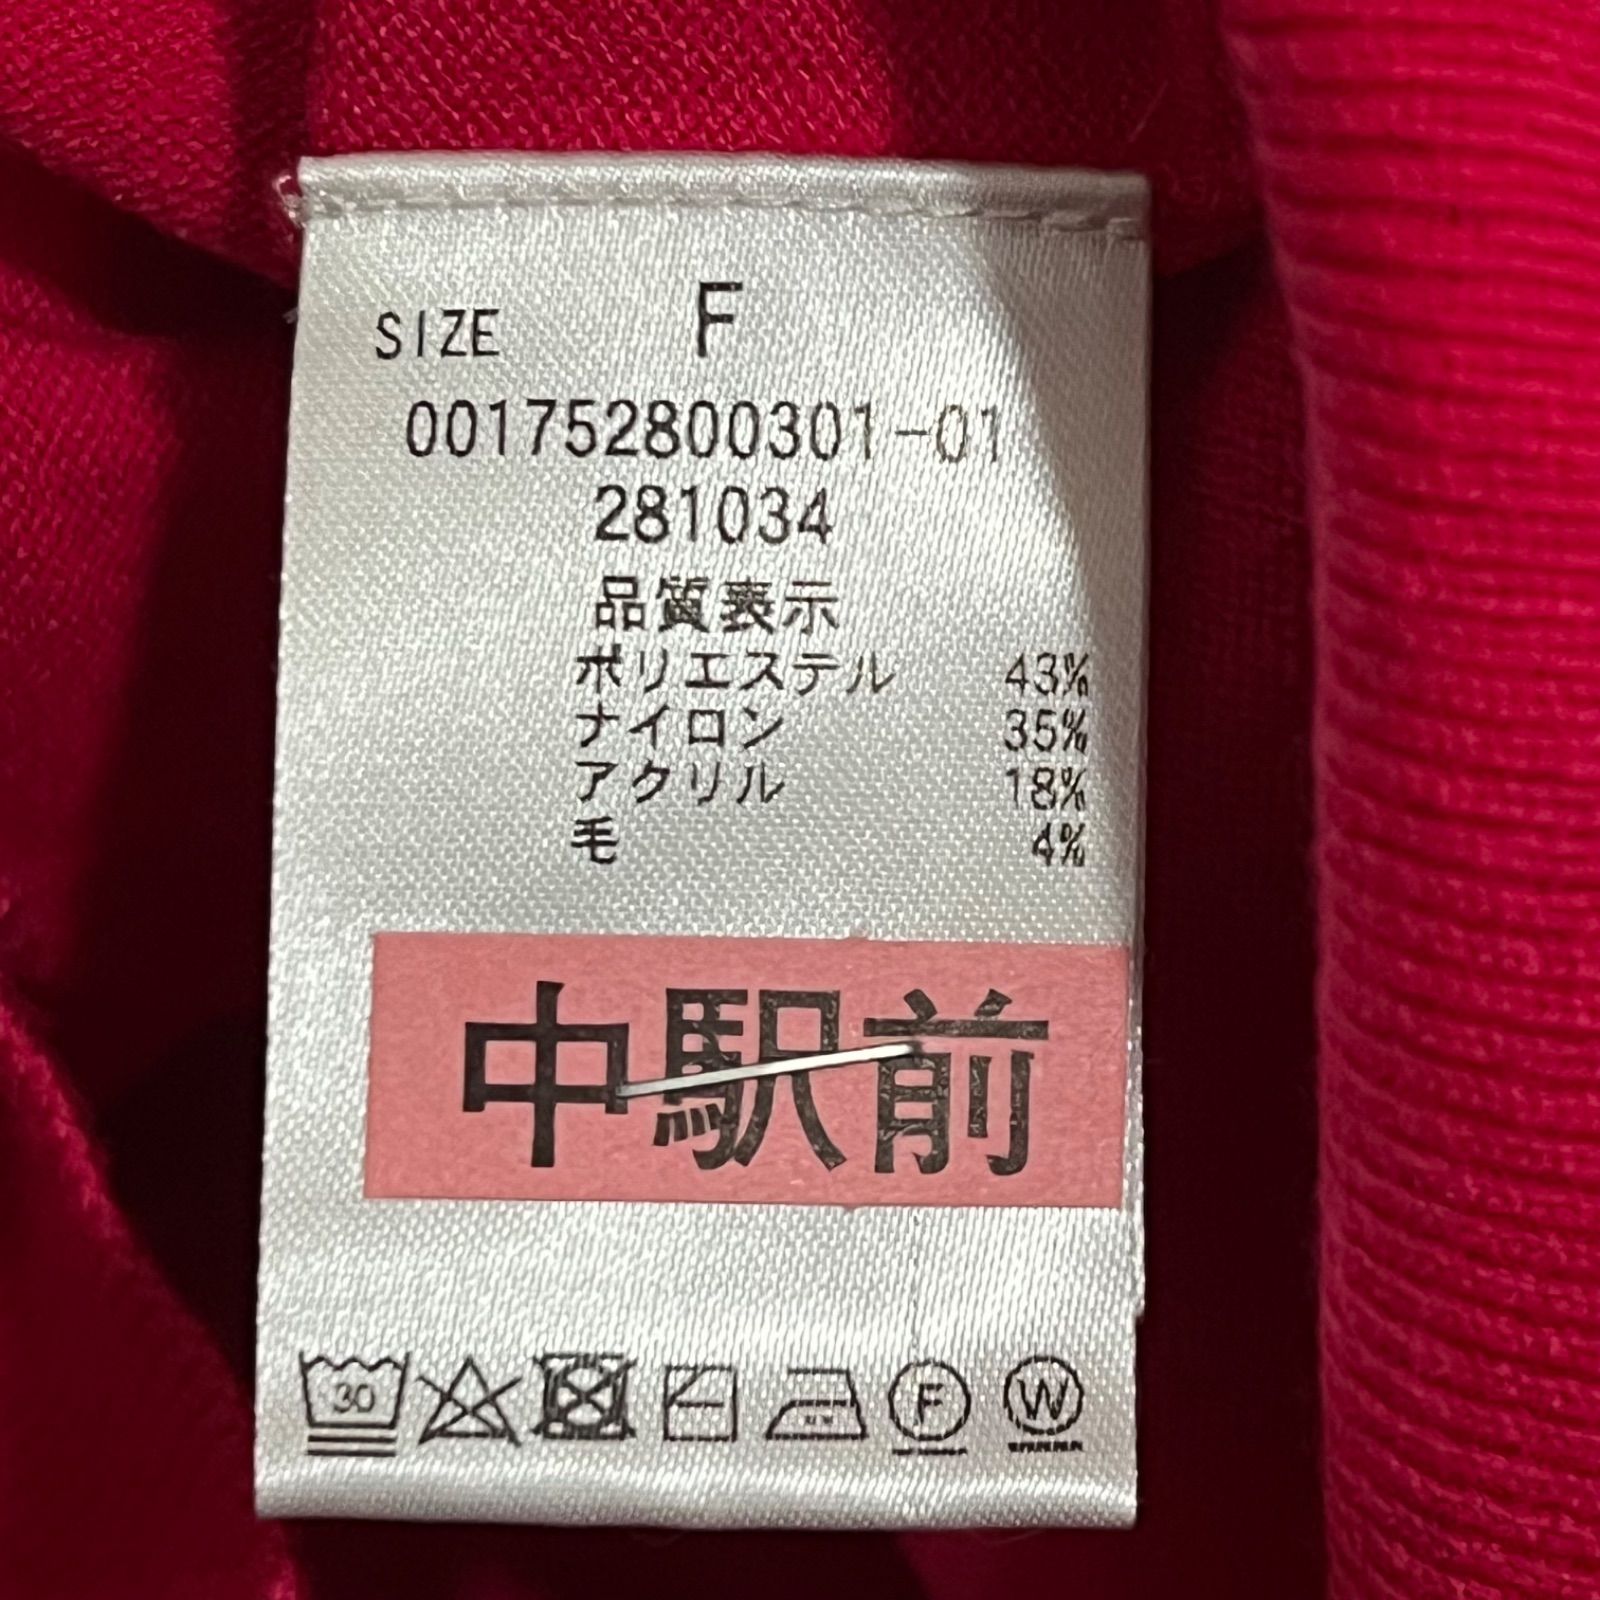 SIZE F
001752800301-01
281034
品質表示
ポリエステル 43%
ナイロン 35%
アクリル 18%
毛 4%
中駅前
30
F
W